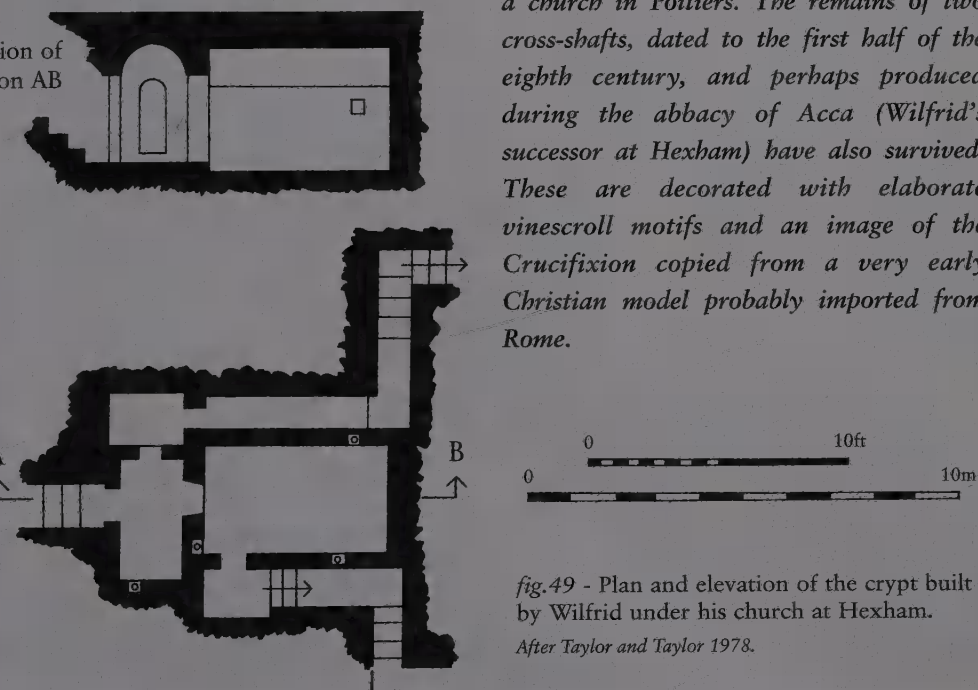 ion of
on AB
a church in Poitiers. The remains of two
cross-shafts, dated to the first half of the
eighth century, and perhaps produced
during the abbacy of Acca (Wilfrid's
successor at Hexham) have also survived.
These are decorated with elaborate
vinescroll motifs and an image of the
Crucifixion copied from a very early
Christian model probably imported from
Rome.
B
0 10ft
0 10m
fig.49 - Plan and elevation of the crypt built
by Wilfrid under his church at Hexham.
After Taylor and Taylor 1978.